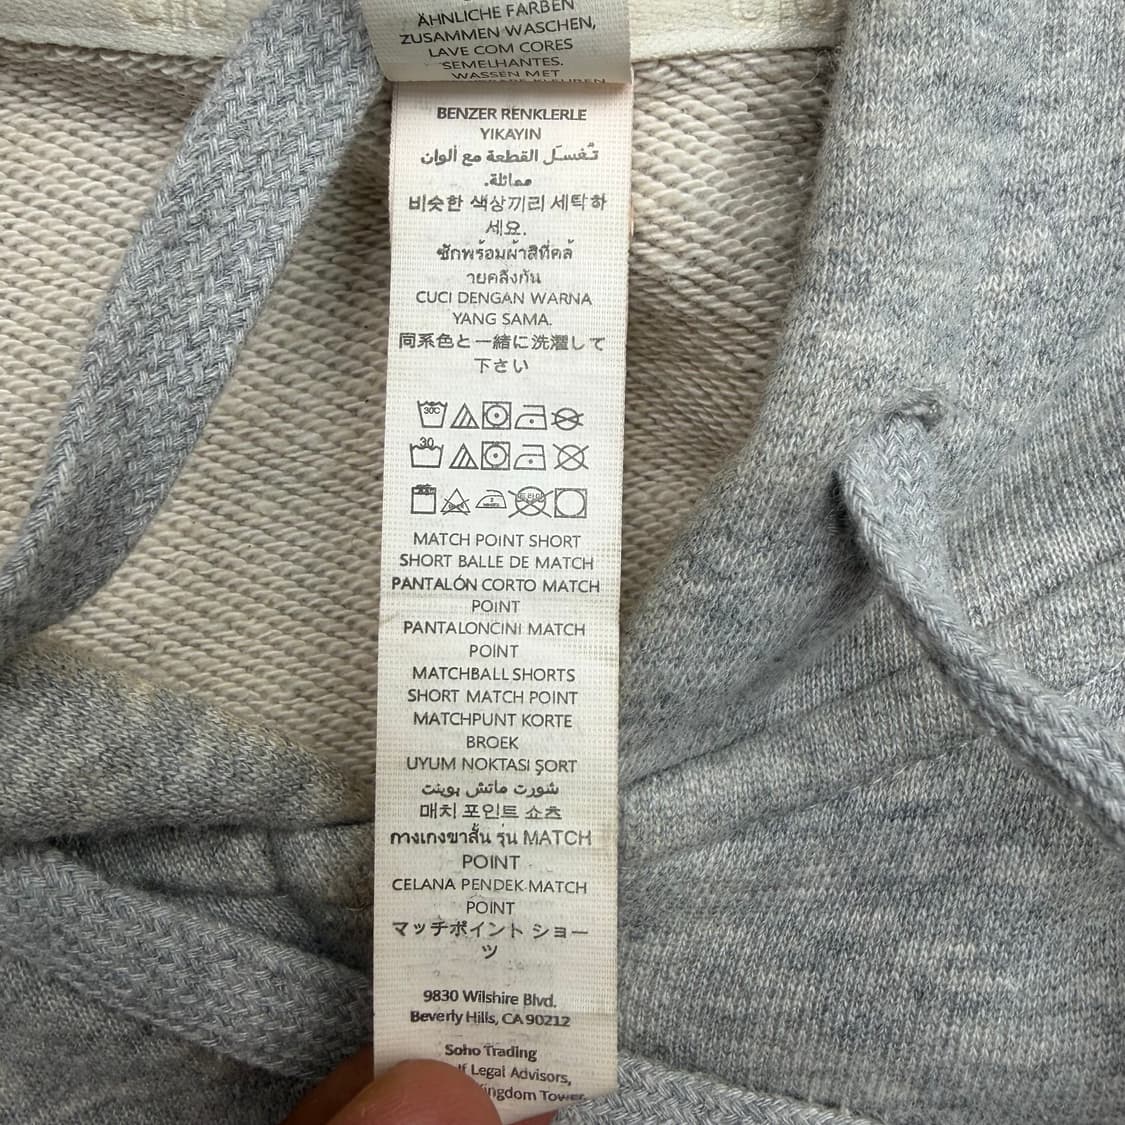 ÄHNLICHE FARBEN
ZUSAMMEN WASCHEN,
LAVE COM CORES
SEMELHANTES.
WASSEN MET
BENZER RENKLERLE
YIKAYIN
تُغسَل القطعة مع ألوان
مماثلة.
비슷한 색상끼리 세탁하
세요.
ซักพร้อมผ้าสีที่คล้
ายคลึงกัน
CUCI DENGAN WARNA
YANG SAMA.
同系色と一緒に洗濯して
下さい
30C
30
MATCH POINT SHORT
SHORT BALLE DE MATCH
PANTALÓN CORTO MATCH
POINT
PANTALONCINI MATCH
POINT
MATCHBALL SHORTS
SHORT MATCH POINT
MATCHPUNT KORTE
BROEK
UYUM NOKTASI ŞORT
شورت ماتش بوينت
매치 포인트 쇼츠
กางเกงขาสั้น รุ่น MATCH
POINT
CELANA PENDEK MATCH
POINT
マッチポイント ショー
ツ
9830 Wilshire Blvd.
Beverly Hills, CA 90212
Soho Trading
Legal Advisors,